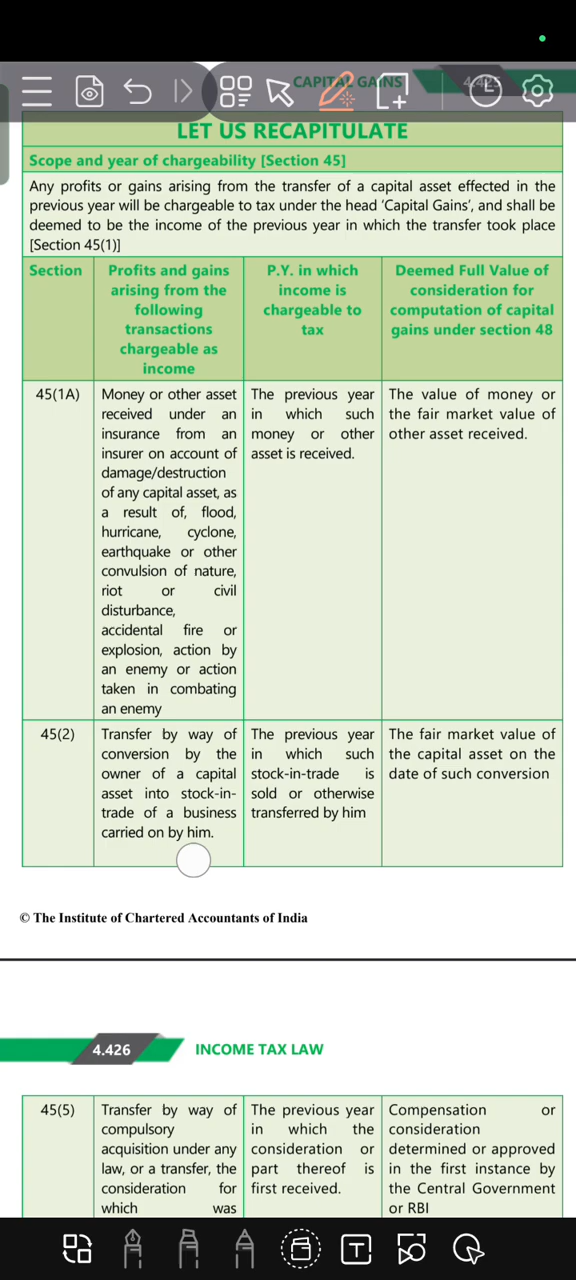 CAPITAL GAINS 4.425
LET US RECAPITULATE
Scope and year of chargeability [Section 45]
Any profits or gains arising from the transfer of a capital asset effected in the
previous year will be chargeable to tax under the head ‘Capital Gains’, and shall be
deemed to be the income of the previous year in which the transfer took place
[Section 45(1)]
Section
Profits and gains
arising from the
following
transactions
chargeable as
income
P.Y. in which
income is
chargeable to
tax
Deemed Full Value of
consideration for
computation of capital
gains under section 48
45(1A)
Money or other asset
received under an
insurance from an
insurer on account of
damage/destruction
of any capital asset, as
a result of, flood,
hurricane, cyclone,
earthquake or other
convulsion of nature,
riot or civil
disturbance,
accidental fire or
explosion, action by
an enemy or action
taken in combating
an enemy
The previous year
in which such
money or other
asset is received.
The value of money or
the fair market value of
other asset received.
45(2)
Transfer by way of
conversion by the
owner of a capital
asset into stock-in-
trade of a business
carried on by him.
The previous year
in which such
stock-in-trade is
sold or otherwise
transferred by him
The fair market value of
the capital asset on the
date of such conversion
© The Institute of Chartered Accountants of India
4.426 INCOME TAX LAW
45(5)
Transfer by way of
compulsory
acquisition under any
law, or a transfer, the
consideration for
which was
The previous year
in which the
consideration or
part thereof is
first received.
Compensation or
consideration
determined or approved
in the first instance by
the Central Government
or RBI
T